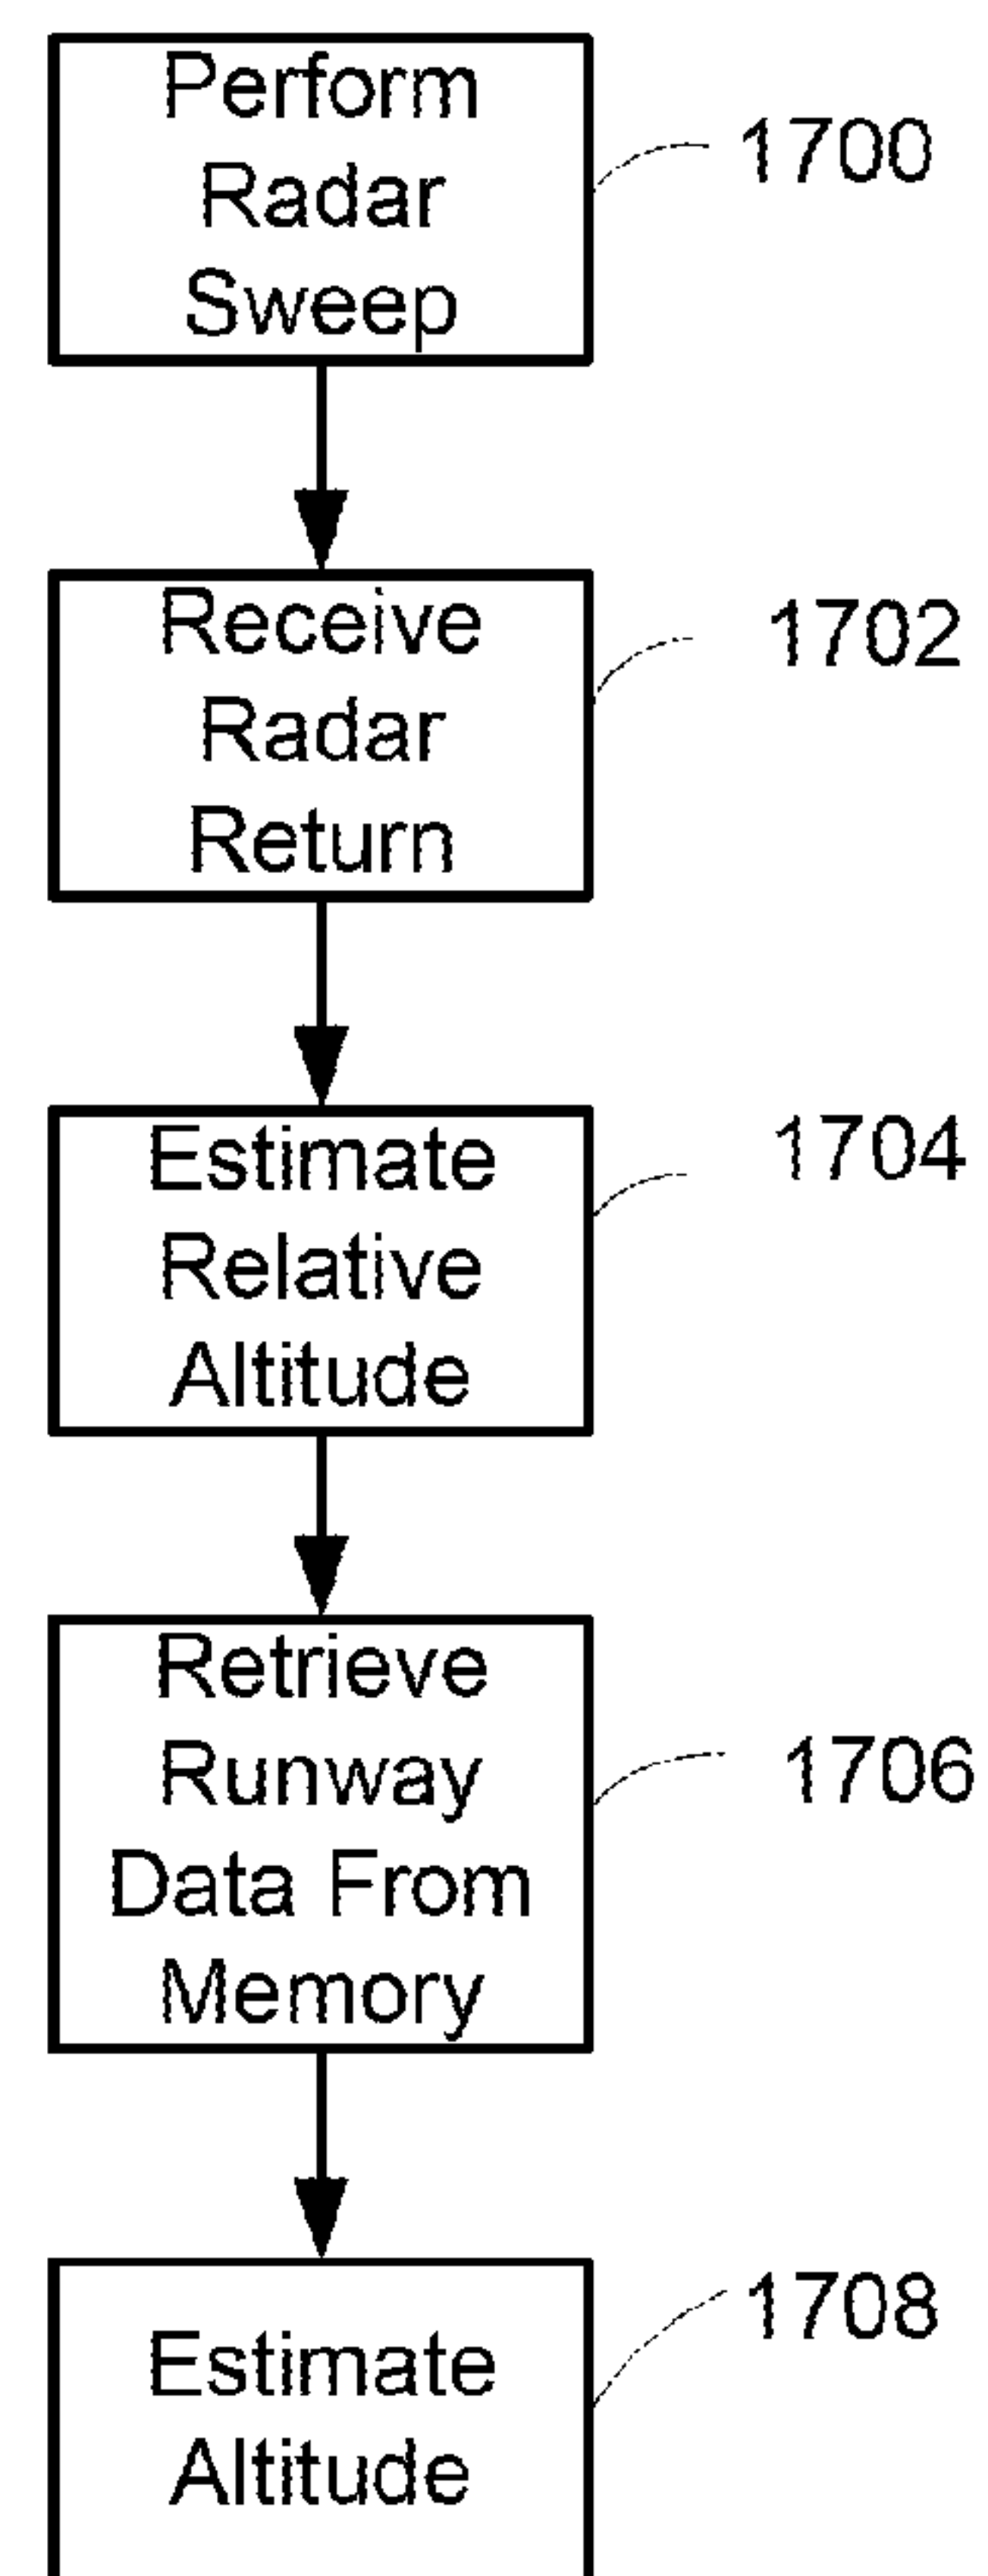 Perform
Radar
Sweep
1700
Receive
Radar
Return
1702
Estimate
Relative
Altitude
1704
Retrieve
Runway
Data From
Memory
1706
Estimate
Altitude
1708